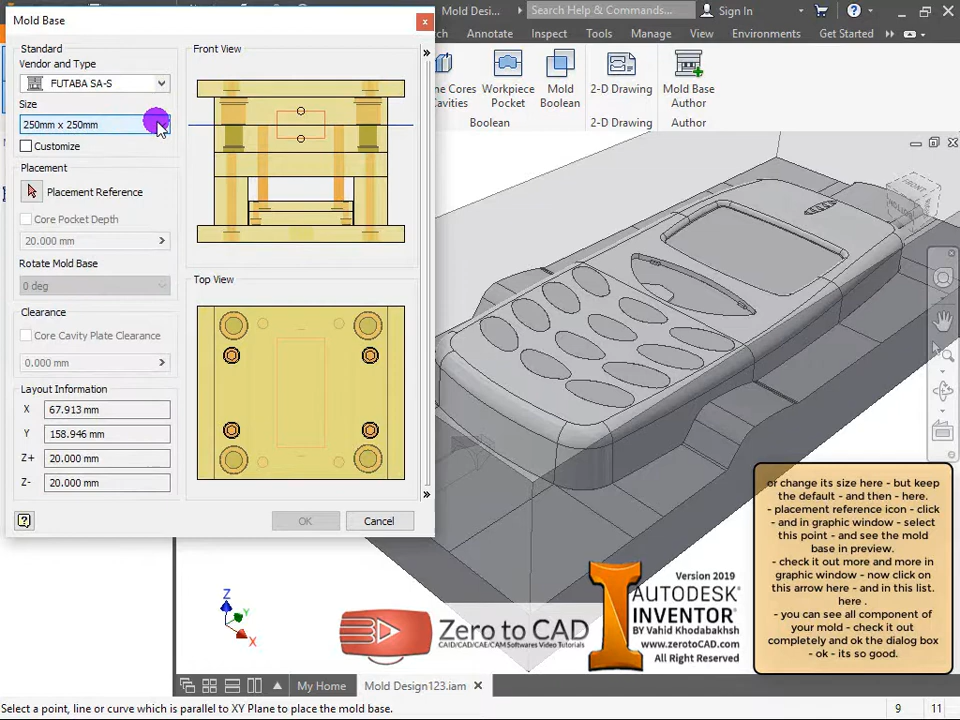 Mold Base
x
Mold Desi...
Search Help & Commands...
Sign In
Annotate
Inspect
Tools
Manage
View
Environments
Get Started
Standard
Vendor and Type
FUTABA SA-S
Size
250mm x 250mm
Customize
Placement
Placement Reference
Core Pocket Depth
20.000 mm
Rotate Mold Base
0 deg
Clearance
Core Cavity Plate Clearance
0.000 mm
Layout Information
X 67.913 mm
Y 158.946 mm
Z+ 20.000 mm
Z- 20.000 mm
Front View
Top View
OK
Cancel
Cores
Cavities
Workpiece
Pocket
Mold
Boolean
2-D Drawing
Mold Base
Author
Boolean
2-D Drawing
Author
FRONT
or change its size here - but keep
the default - and then - here.
- placement reference icon - click
- and in graphic window - select
this point - and see the mold
base in preview.
- check it out more and more in
graphic window - now click on
this arrow here - and in this list.
here .
- you can see all component of
your mold - check it out
completely and ok the dialog box
- ok - its so good.
Zero to CAD
CAID/CAD/CAE/CAM Softwares Video Tutorials
Version 2019
AUTODESK®
INVENTOR®
BY Vahid Khodabakhsh
www.zerotoCAD.com
All Right Reserved
Z
Y
X
My Home
Mold Design123.iam
Select a point, line or curve which is parallel to XY Plane to place the mold base.
9
11